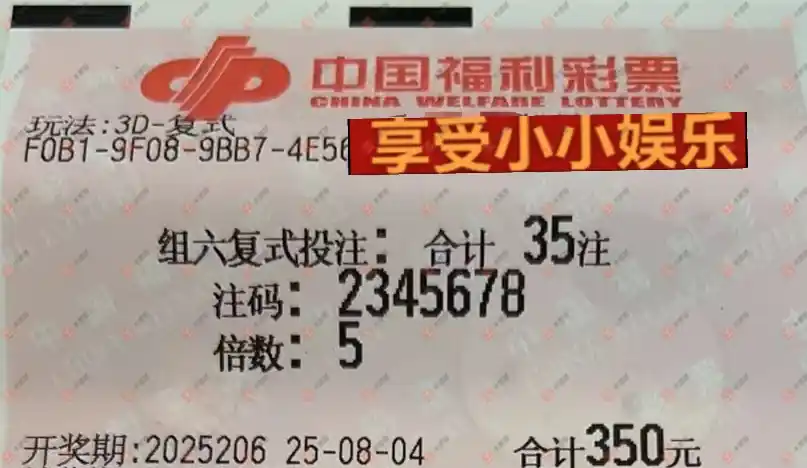 中国福利彩票
CHINA WELFARE LOTTERY
玩法:3D-复式
F0B1-9F08-9BB7-4E56
享受小小娱乐
组六复式投注: 合计 35注
注码: 2345678
倍数: 5
开奖期:2025206 25-08-04 合计350元